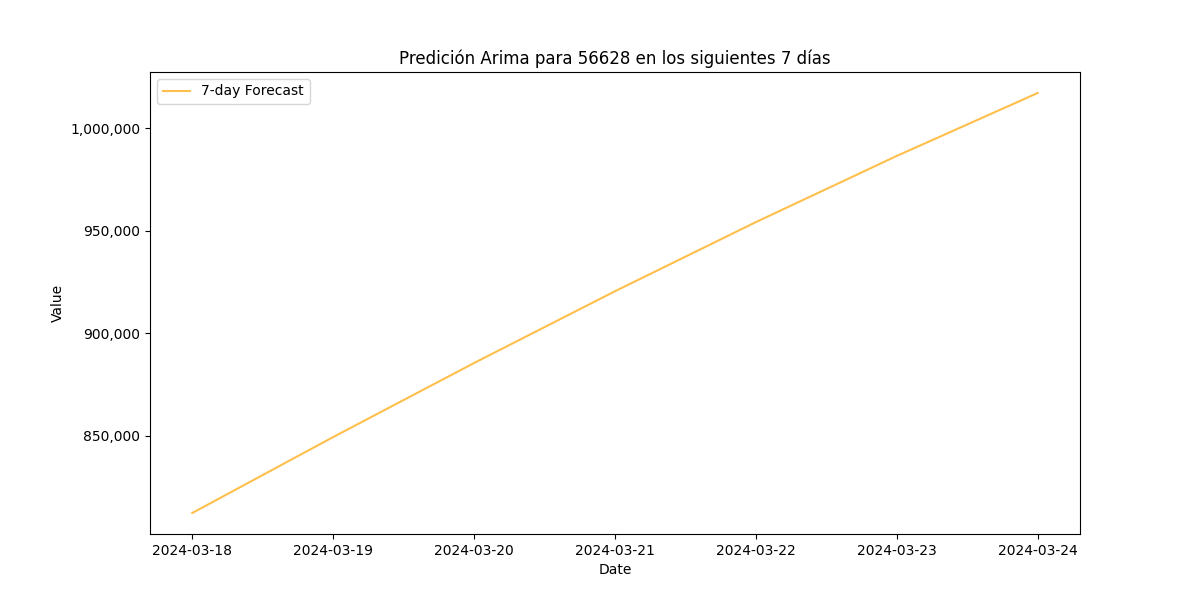 Predición Arima para 56628 en los siguientes 7 días
7-day Forecast
1,000,000
950,000
900,000
850,000
Value
2024-03-18 2024-03-19 2024-03-20 2024-03-21 2024-03-22 2024-03-23 2024-03-24
Date